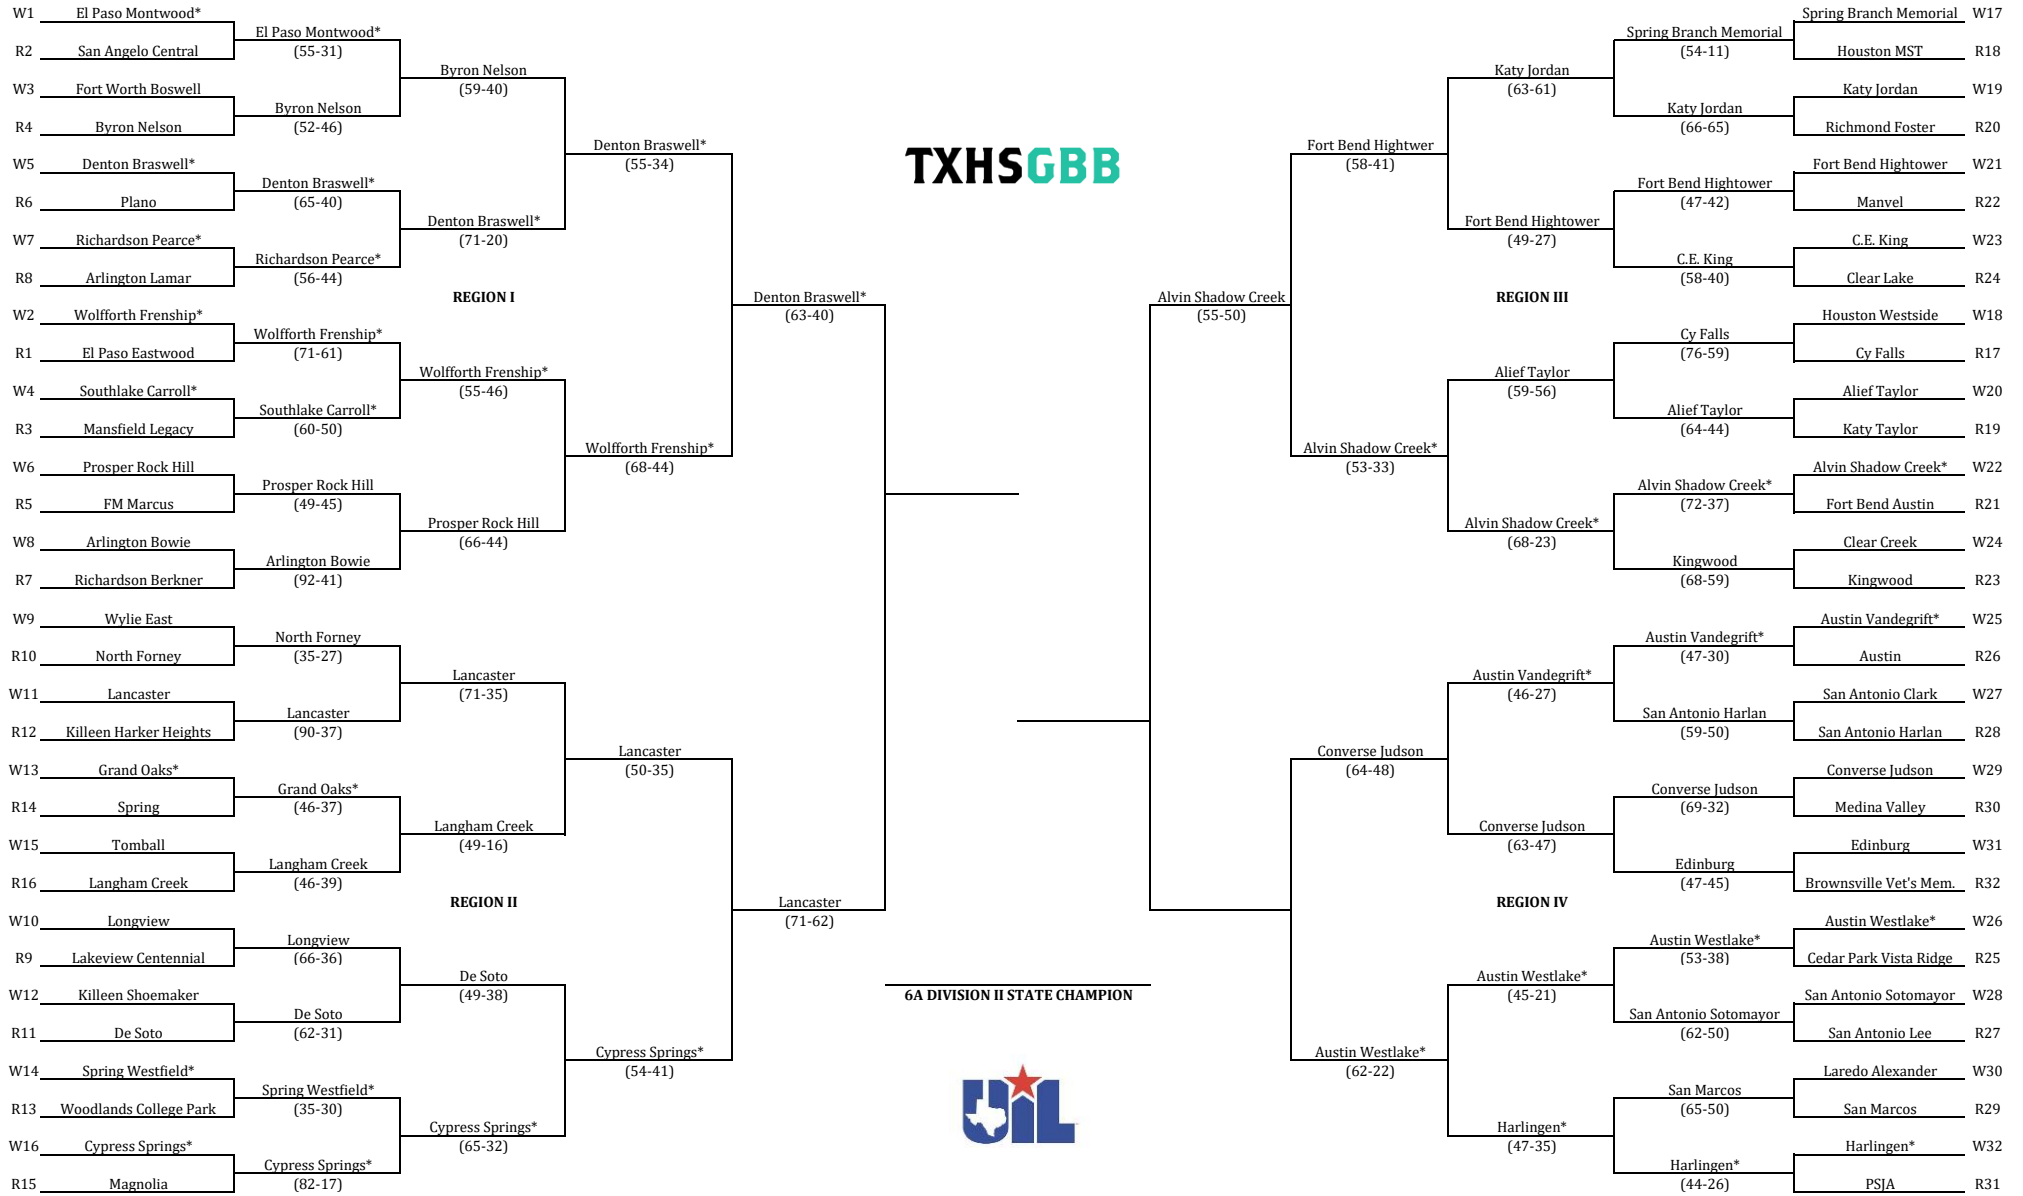 W1 El Paso Montwood*
R2 San Angelo Central
El Paso Montwood*
(55-31)
W3 Fort Worth Boswell
R4 Byron Nelson
Byron Nelson
(52-46)
Byron Nelson
(59-40)
W5 Denton Braswell*
R6 Plano
Denton Braswell*
(65-40)
W7 Richardson Pearce*
R8 Arlington Lamar
Richardson Pearce*
(56-44)
Denton Braswell*
(71-20)
Denton Braswell*
(55-34)
REGION I
W2 Wolfforth Frenship*
R1 El Paso Eastwood
Wolfforth Frenship*
(71-61)
W4 Southlake Carroll*
R3 Mansfield Legacy
Southlake Carroll*
(60-50)
Wolfforth Frenship*
(55-46)
W6 Prosper Rock Hill
R5 FM Marcus
Prosper Rock Hill
(49-45)
W8 Arlington Bowie
R7 Richardson Berkner
Arlington Bowie
(92-41)
Prosper Rock Hill
(66-44)
Wolfforth Frenship*
(68-44)
Denton Braswell*
(63-40)
W9 Wylie East
R10 North Forney
North Forney
(35-27)
W11 Lancaster
R12 Killeen Harker Heights
Lancaster
(90-37)
Lancaster
(71-35)
W13 Grand Oaks*
R14 Spring
Grand Oaks*
(46-37)
W15 Tomball
R16 Langham Creek
Langham Creek
(46-39)
Langham Creek
(49-16)
Lancaster
(50-35)
REGION II
W10 Longview
R9 Lakeview Centennial
Longview
(66-36)
W12 Killeen Shoemaker
R11 De Soto
De Soto
(62-31)
De Soto
(49-38)
W14 Spring Westfield*
R13 Woodlands College Park
Spring Westfield*
(35-30)
W16 Cypress Springs*
R15 Magnolia
Cypress Springs*
(82-17)
Cypress Springs*
(65-32)
Cypress Springs*
(54-41)
Lancaster
(71-62)
TXHSGBB
6A DIVISION II STATE CHAMPION
UIL
Spring Branch Memorial W17
Houston MST R18
Spring Branch Memorial
(54-11)
Katy Jordan W19
Richmond Foster R20
Katy Jordan
(66-65)
Katy Jordan
(63-61)
Fort Bend Hightower W21
Manvel R22
Fort Bend Hightower
(47-42)
C.E. King W23
Clear Lake R24
C.E. King
(58-40)
Fort Bend Hightower
(49-27)
Fort Bend Hightwer
(58-41)
REGION III
Houston Westside W18
Cy Falls R17
Cy Falls
(76-59)
Alief Taylor W20
Katy Taylor R19
Alief Taylor
(64-44)
Alief Taylor
(59-56)
Alvin Shadow Creek* W22
Fort Bend Austin R21
Alvin Shadow Creek*
(72-37)
Clear Creek W24
Kingwood R23
Kingwood
(68-59)
Alvin Shadow Creek*
(68-23)
Alvin Shadow Creek*
(53-33)
Alvin Shadow Creek
(55-50)
Austin Vandegrift* W25
Austin R26
Austin Vandegrift*
(47-30)
San Antonio Clark W27
San Antonio Harlan R28
San Antonio Harlan
(59-50)
Austin Vandegrift*
(46-27)
Converse Judson W29
Medina Valley R30
Converse Judson
(69-32)
Edinburg W31
Brownsville Vet's Mem. R32
Edinburg
(47-45)
Converse Judson
(63-47)
Converse Judson
(64-48)
REGION IV
Austin Westlake* W26
Cedar Park Vista Ridge R25
Austin Westlake*
(53-38)
San Antonio Sotomayor W28
San Antonio Lee R27
San Antonio Sotomayor
(62-50)
Austin Westlake*
(45-21)
Laredo Alexander W30
San Marcos R29
San Marcos
(65-50)
Harlingen* W32
PSJA R31
Harlingen*
(44-26)
Harlingen*
(47-35)
Austin Westlake*
(62-22)